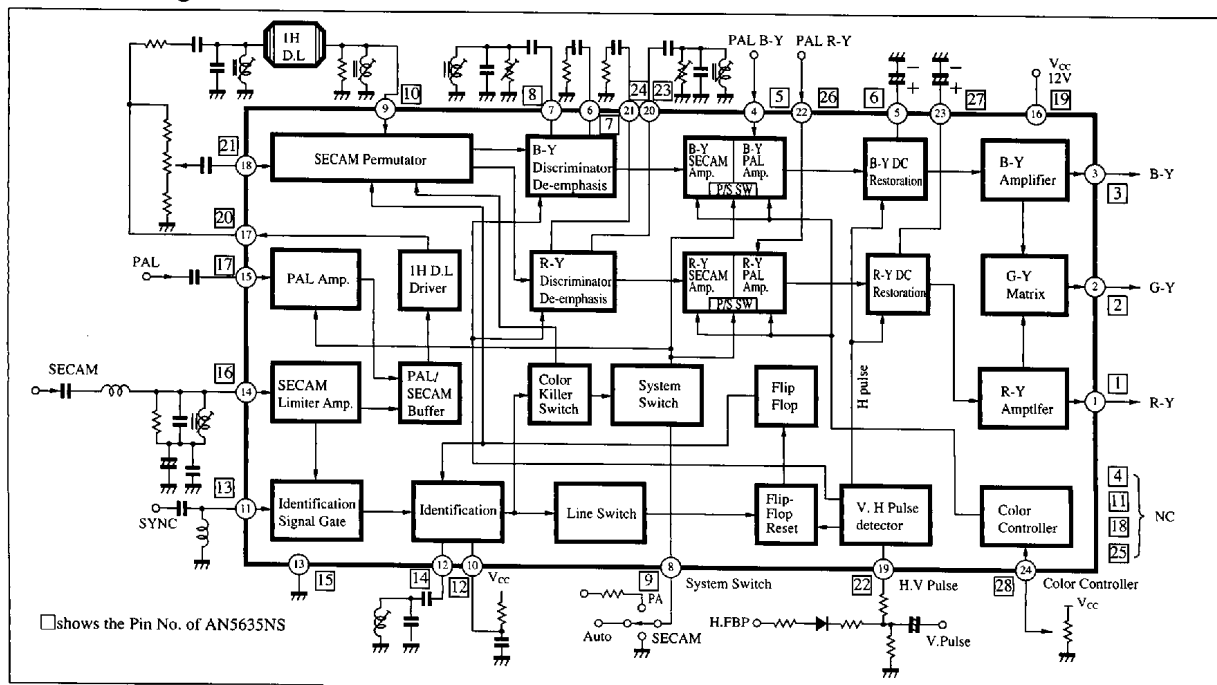 1H
D.L
PAL B-Y
PAL R-Y
VCC
12V
10
8
24
23
5
26
6
27
19
9
7
6
21
20
4
22
5
23
16
7
21
18
SECAM Permutator
B-Y
Discriminator
De-emphasis
B-Y
SECAM
Amp.
B-Y
PAL
Amp.
P/S SW
B-Y DC
Restoration
B-Y
Amplifier
3
B-Y
3
20
17
PAL
17
15
PAL Amp.
1H D.L
Driver
R-Y
Discriminator
De-emphasis
R-Y
SECAM
Amp.
R-Y
PAL
Amp.
P/S SW
R-Y DC
Restoration
G-Y
Matrix
2
G-Y
2
SECAM
16
14
SECAM
Limiter Amp.
PAL/
SECAM
Buffer
Color
Killer
Switch
System
Switch
Flip
Flop
H pulse
R-Y
Amptifer
1
1
R-Y
13
SYNC
11
Identification
Signal Gate
Identification
Line Switch
Flip-
Flop
Reset
V. H Pulse
detector
Color
Controller
4
11
18
25
NC
13
15
12
14
10
12
VCC
8
9
System Switch
19
22
H.V Pulse
24
28
Color Controller
VCC
PA
Auto
SECAM
H.FBP
V.Pulse
□shows the Pin No. of AN5635NS